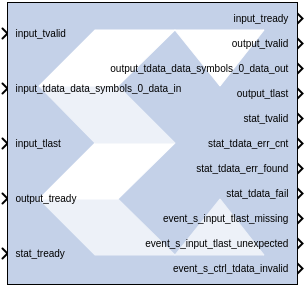 input_tready
input_tvalid
output_tvalid
output_tdata_data_symbols_0_data_out
input_tdata_data_symbols_0_data_in
output_tlast
stat_tvalid
input_tlast
stat_tdata_err_cnt
stat_tdata_err_found
stat_tdata_fail
output_tready
event_s_input_tlast_missing
event_s_input_tlast_unexpected
stat_tready
event_s_ctrl_tdata_invalid